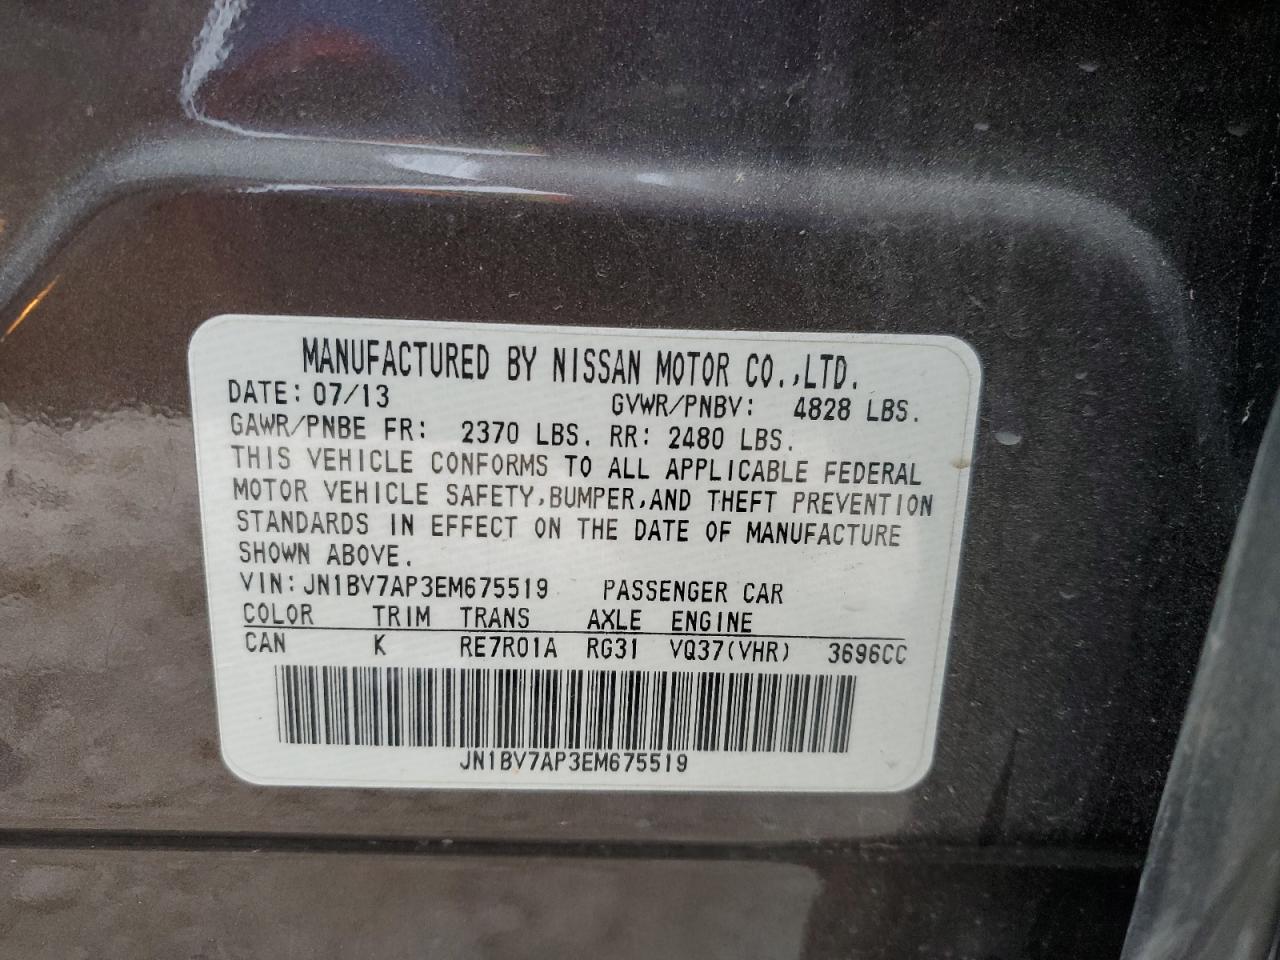 MANUFACTURED BY NISSAN MOTOR CO.,LTD.
DATE: 07/13 GVWR/PNBV: 4828 LBS.
GAWR/PNBE FR: 2370 LBS. RR: 2480 LBS.
THIS VEHICLE CONFORMS TO ALL APPLICABLE FEDERAL
MOTOR VEHICLE SAFETY,BUMPER,AND THEFT PREVENTION
STANDARDS IN EFFECT ON THE DATE OF MANUFACTURE
SHOWN ABOVE.
VIN: JN1BV7AP3EM675519 PASSENGER CAR
COLOR TRIM TRANS AXLE ENGINE
CAN K RE7R01A RG31 VQ37(VHR) 3696CC
JN1BV7AP3EM675519